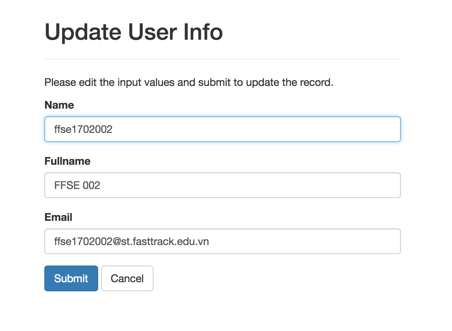 Update User Info
Please edit the input values and submit to update the record.
Name
ffse1702002
Fullname
FFSE 002
Email
ffse1702002@st.fasttrack.edu.vn
Submit Cancel